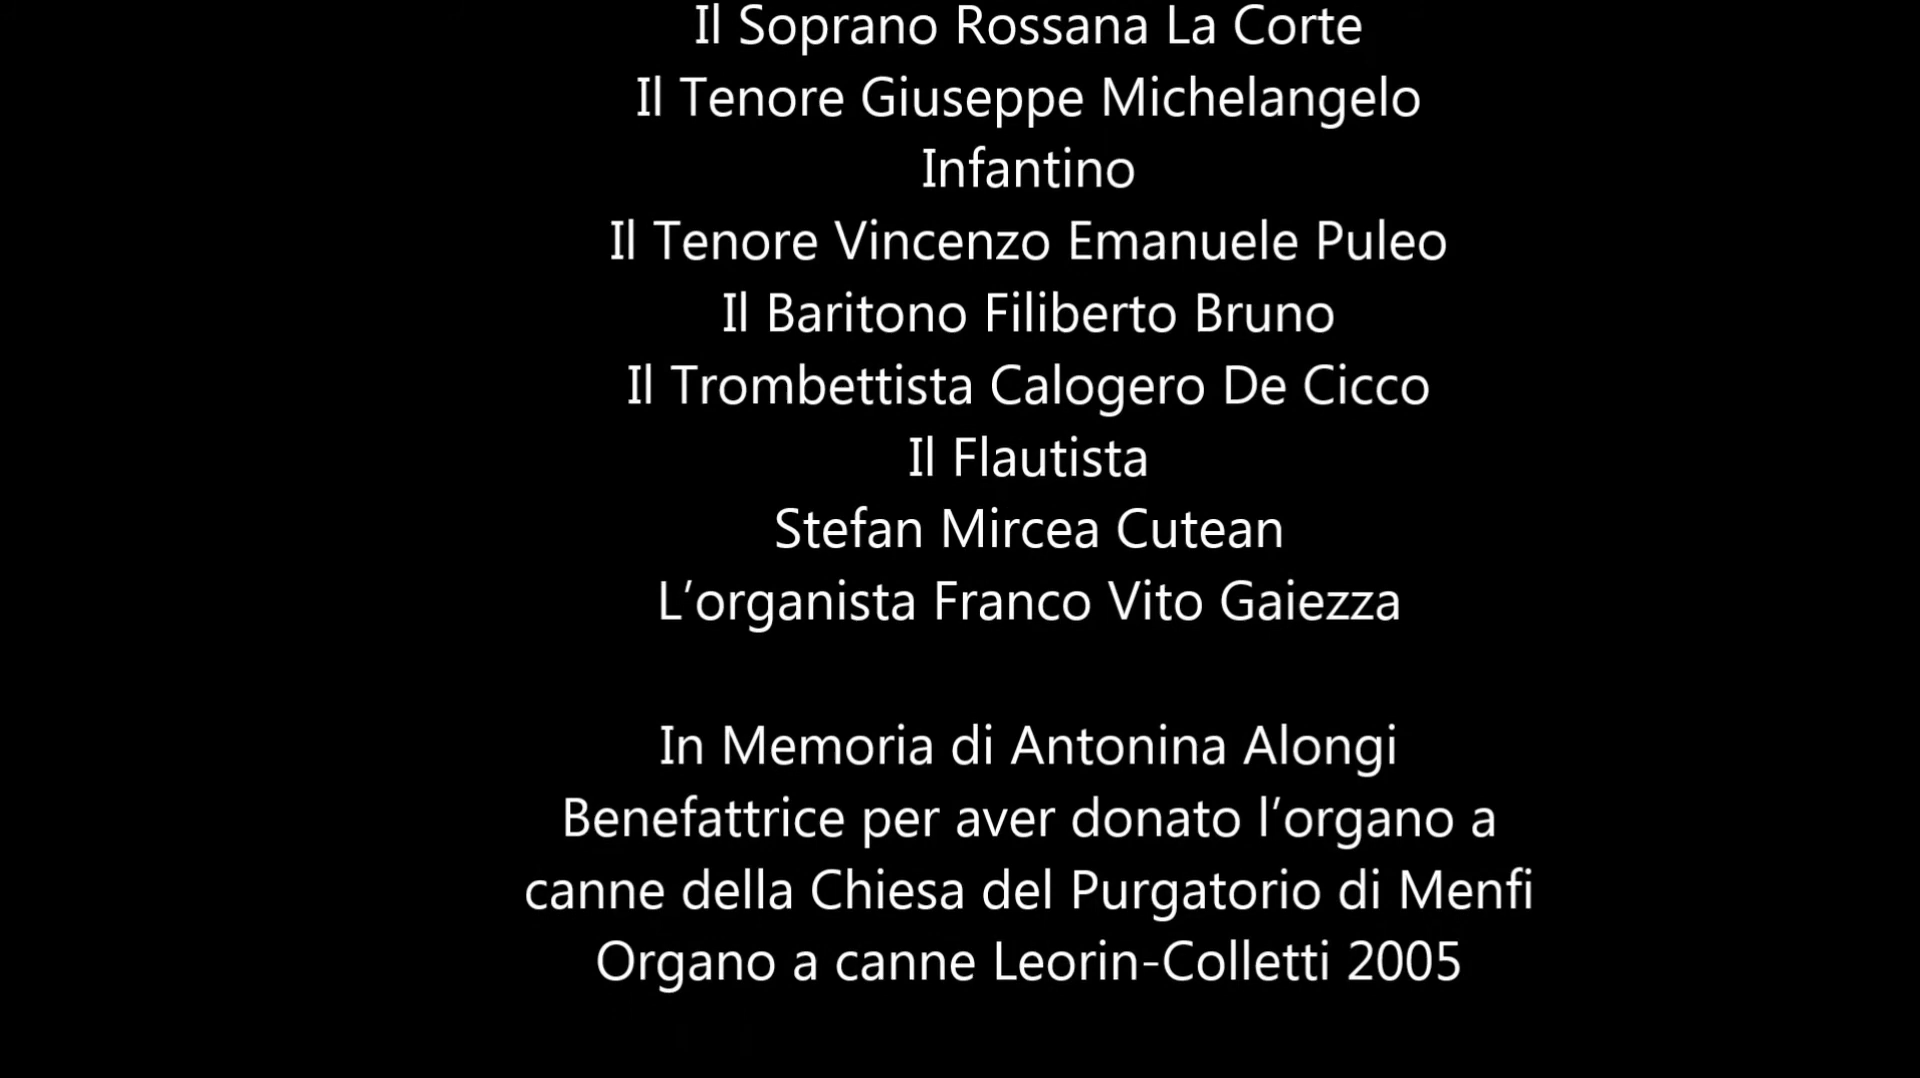 Il Soprano Rossana La Corte
Il Tenore Giuseppe Michelangelo
Infantino
Il Tenore Vincenzo Emanuele Puleo
Il Baritono Filiberto Bruno
Il Trombettista Calogero De Cicco
Il Flautista
Stefan Mircea Cutean
L’organista Franco Vito Gaiezza
In Memoria di Antonina Alongi
Benefattrice per aver donato l’organo a
canne della Chiesa del Purgatorio di Menfi
Organo a canne Leorin-Colletti 2005